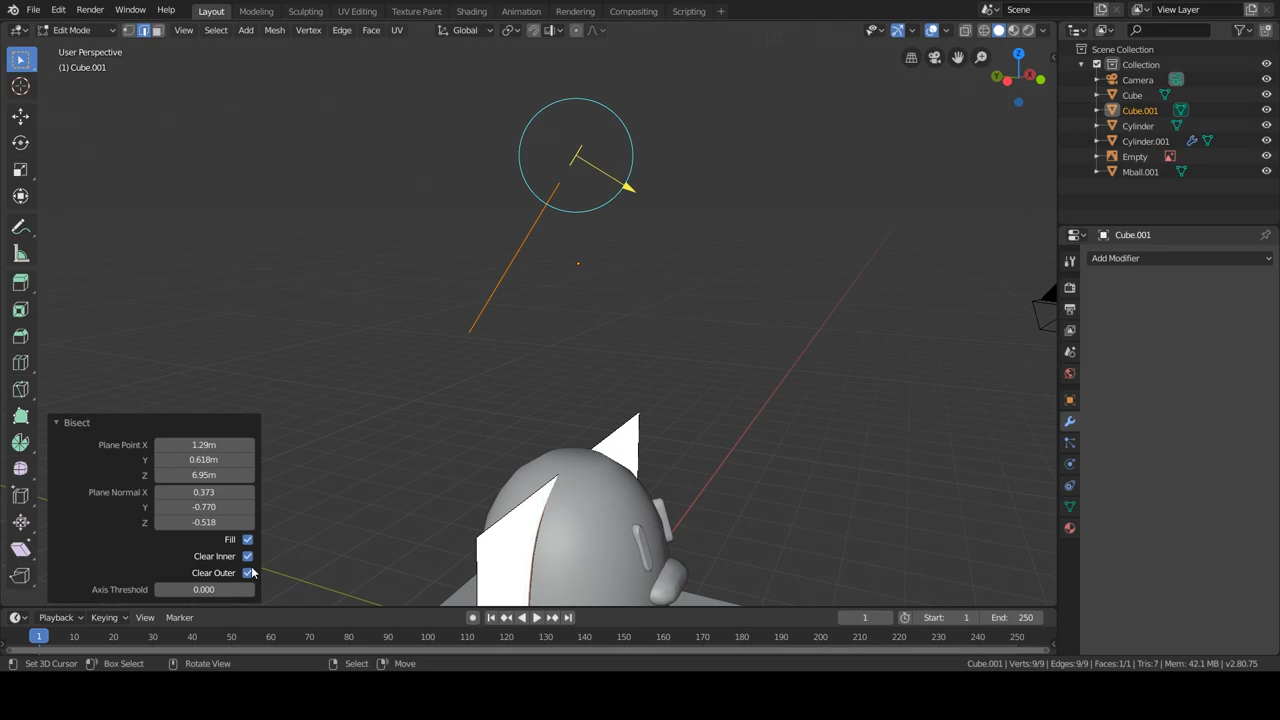 File Edit Render Window Help Layout Modeling Sculpting UV Editing Texture Paint Shading Animation Rendering Compositing Scripting + Scene View Layer
Edit Mode View Select Add Mesh Vertex Edge Face UV Global
User Perspective
(1) Cube.001
Z
Y
X
Scene Collection
Collection
Camera
Cube
Cube.001
Cylinder
Cylinder.001
Empty
Mball.001
Cube.001
Add Modifier
Bisect
Plane Point X 1.29m
Y 0.618m
Z 6.95m
Plane Normal X 0.373
Y -0.770
Z -0.518
Fill
Clear Inner
Clear Outer
Axis Threshold 0.000
Playback Keying View Marker 1 Start: 1 End: 250
1 10 20 30 40 50 60 70 80 90 100 110 120 130 140 150 160 170 180 190 200 210 220 230 240 250
Set 3D Cursor Box Select Rotate View Select Move Cube.001 | Verts:9/9 | Edges:9/9 | Faces:1/1 | Tris:7 | Mem: 42.1 MB | v2.80.75